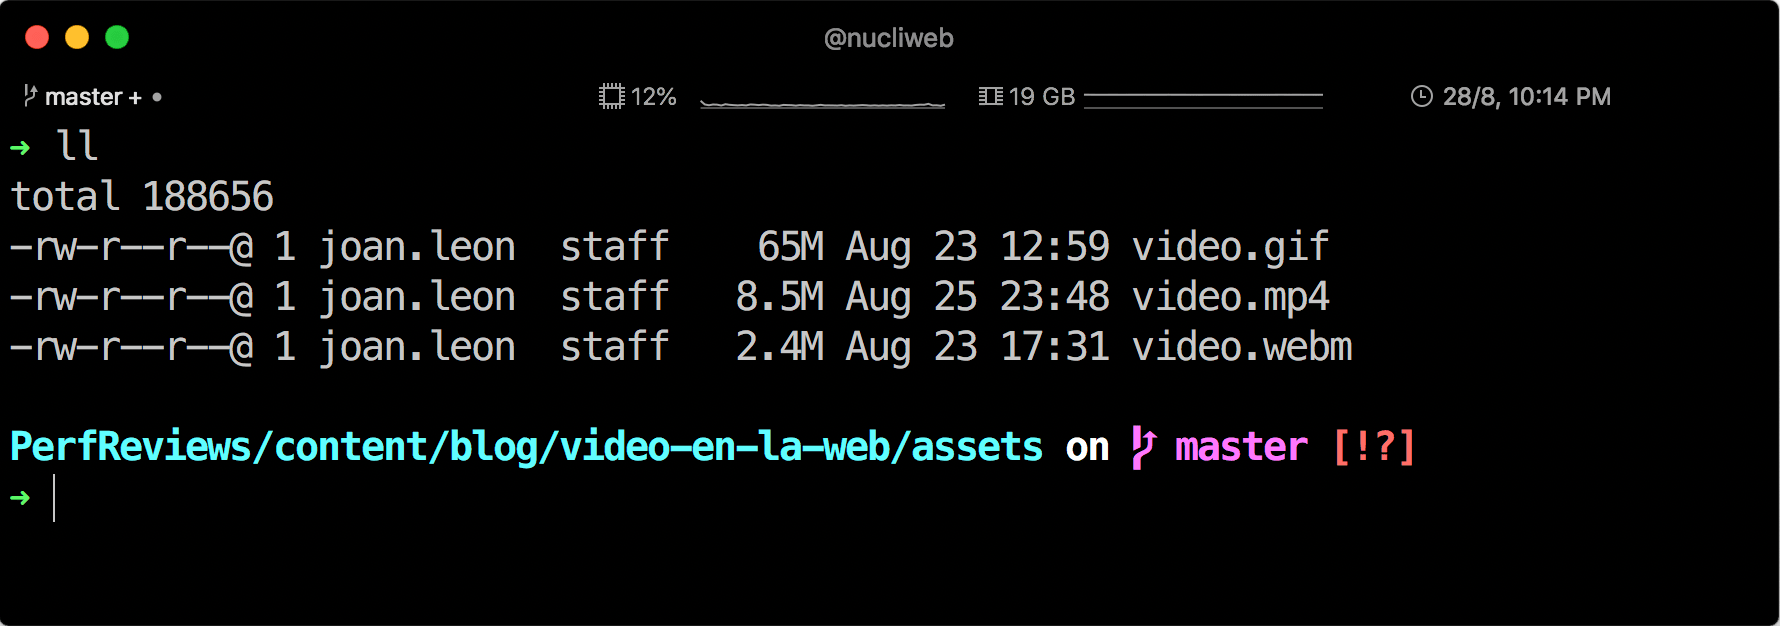 @nucliweb
master + 12% 19 GB 28/8, 10:14 PM
➜ ll
total 188656
-rw-r--r--@ 1 joan.leon  staff    65M Aug 23 12:59 video.gif
-rw-r--r--@ 1 joan.leon  staff   8.5M Aug 25 23:48 video.mp4
-rw-r--r--@ 1 joan.leon  staff   2.4M Aug 23 17:31 video.webm
PerfReviews/content/blog/video-en-la-web/assets on master [!?]
➜